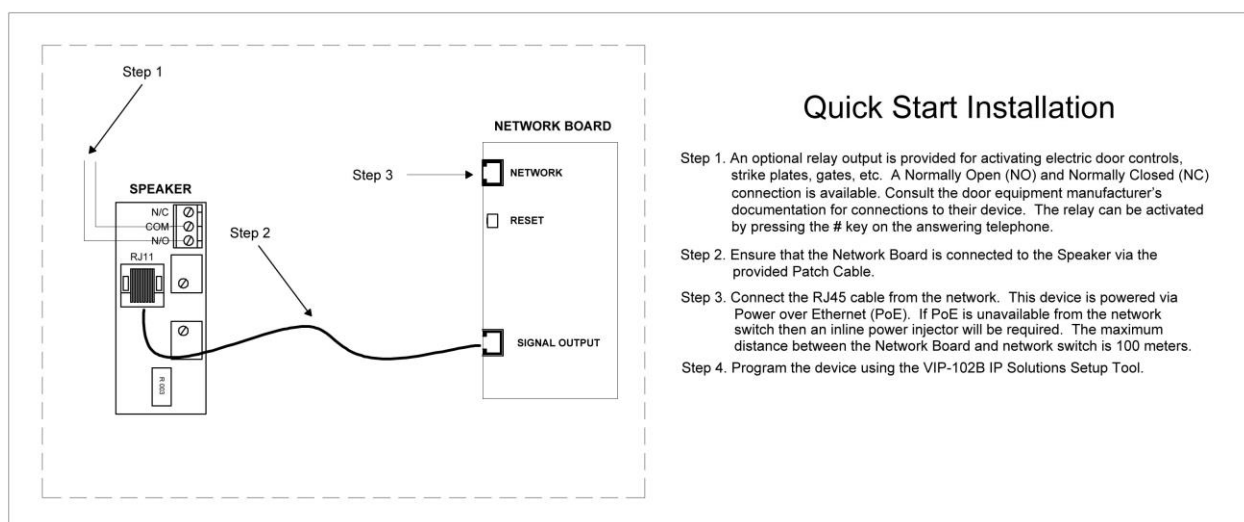 Step 1
NETWORK BOARD
Step 3
NETWORK
SPEAKER
N/C
COM
N/O
RESET
Step 2
RJ11
SIGNAL OUTPUT
R 003
Quick Start Installation
Step 1. An optional relay output is provided for activating electric door controls,
strike plates, gates, etc. A Normally Open (NO) and Normally Closed (NC)
connection is available. Consult the door equipment manufacturer's
documentation for connections to their device. The relay can be activated
by pressing the # key on the answering telephone.
Step 2. Ensure that the Network Board is connected to the Speaker via the
provided Patch Cable.
Step 3. Connect the RJ45 cable from the network. This device is powered via
Power over Ethernet (PoE). If PoE is unavailable from the network
switch then an inline power injector will be required. The maximum
distance between the Network Board and network switch is 100 meters.
Step 4. Program the device using the VIP-102B IP Solutions Setup Tool.